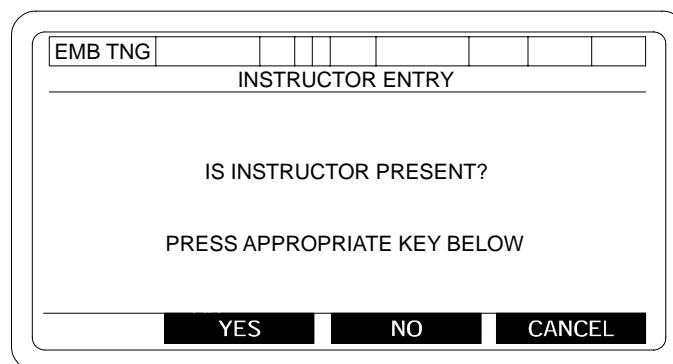 EMB TNG
INSTRUCTOR ENTRY
IS INSTRUCTOR PRESENT?
PRESS APPROPRIATE KEY BELOW
YES NO CANCEL